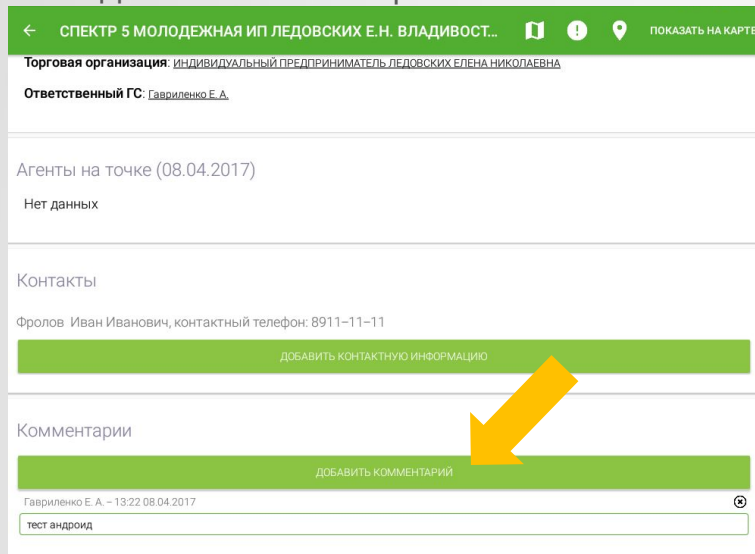 СПЕКТР 5 МОЛОДЕЖНАЯ ИП ЛЕДОВСКИХ Е.Н. ВЛАДИВОСТ...
ПОКАЗАТЬ НА КАРТЕ
Торговая организация: ИНДИВИДУАЛЬНЫЙ ПРЕДПРИНИМАТЕЛЬ ЛЕДОВСКИХ ЕЛЕНА НИКОЛАЕВНА
Ответственный ГС: Гавриленко Е. А.
Агенты на точке (08.04.2017)
Нет данных
Контакты
Фролов Иван Иванович, контактный телефон: 8911-11-11
ДОБАВИТЬ КОНТАКТНУЮ ИНФОРМАЦИЮ
Комментарии
ДОБАВИТЬ КОММЕНТАРИЙ
Гавриленко Е. А. – 13:22 08.04.2017
тест андроид